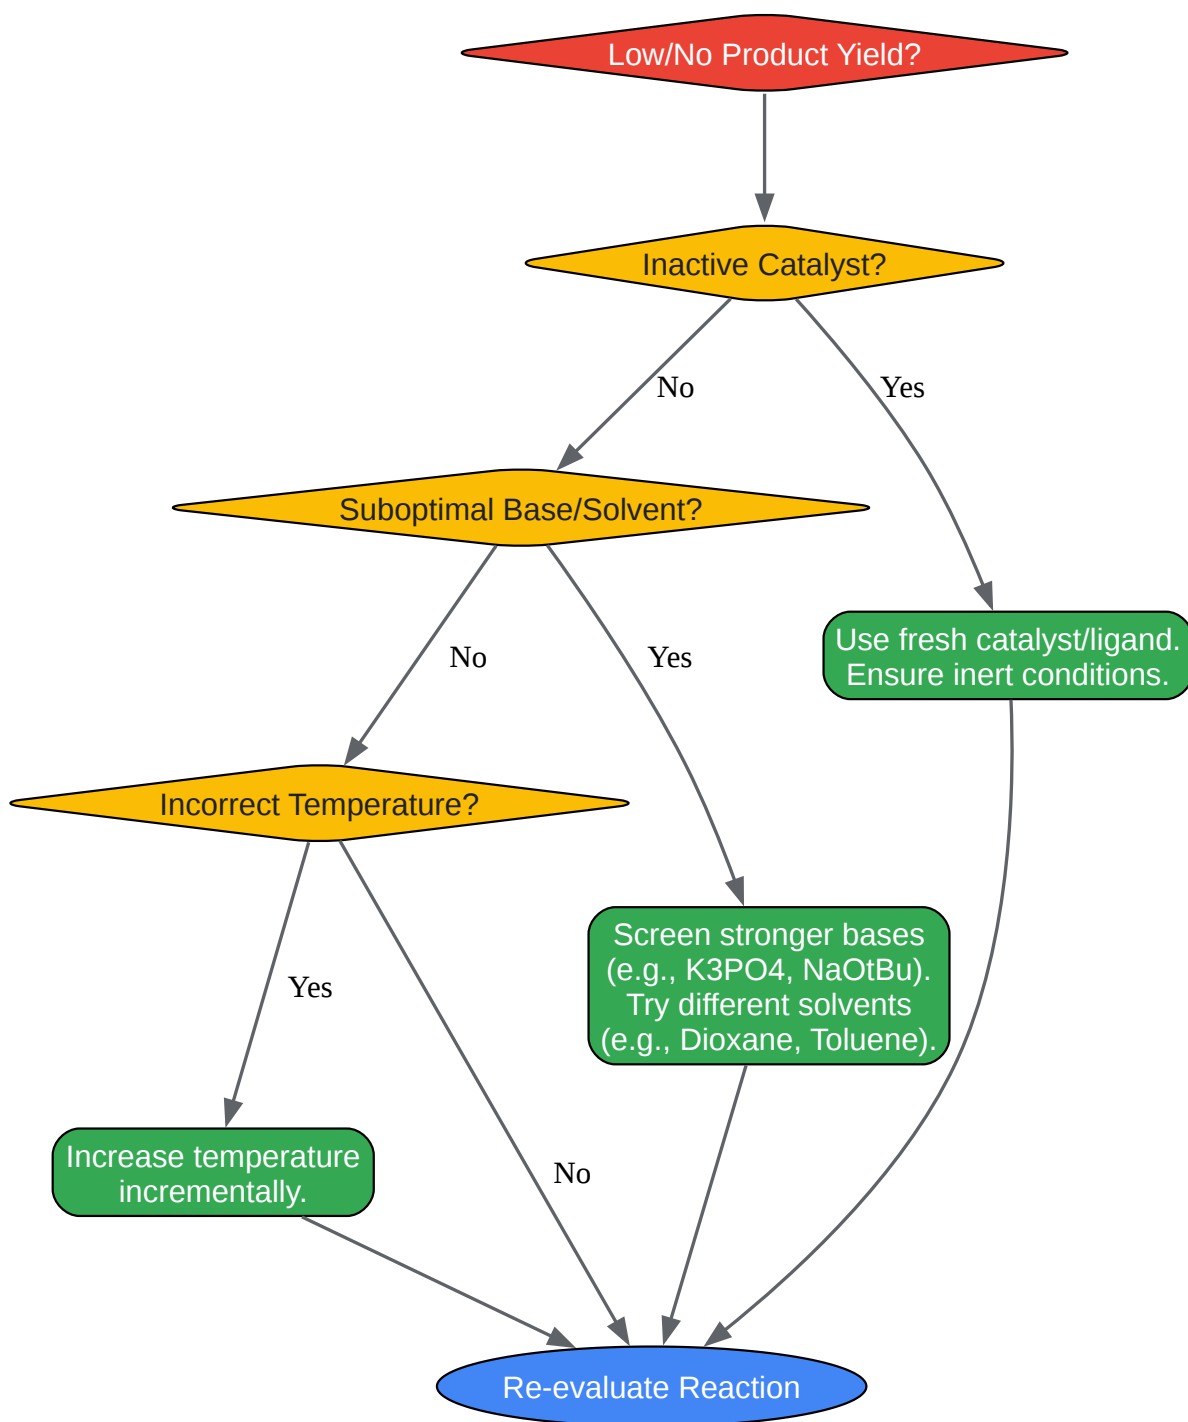 Low/No Product Yield?
Inactive Catalyst?
No
Yes
Suboptimal Base/Solvent?
No
Yes
Use fresh catalyst/ligand.
Ensure inert conditions.
Incorrect Temperature?
Screen stronger bases
(e.g., K3PO4, NaOtBu).
Try different solvents
(e.g., Dioxane, Toluene).
Yes
No
Increase temperature
incrementally.
Re-evaluate Reaction